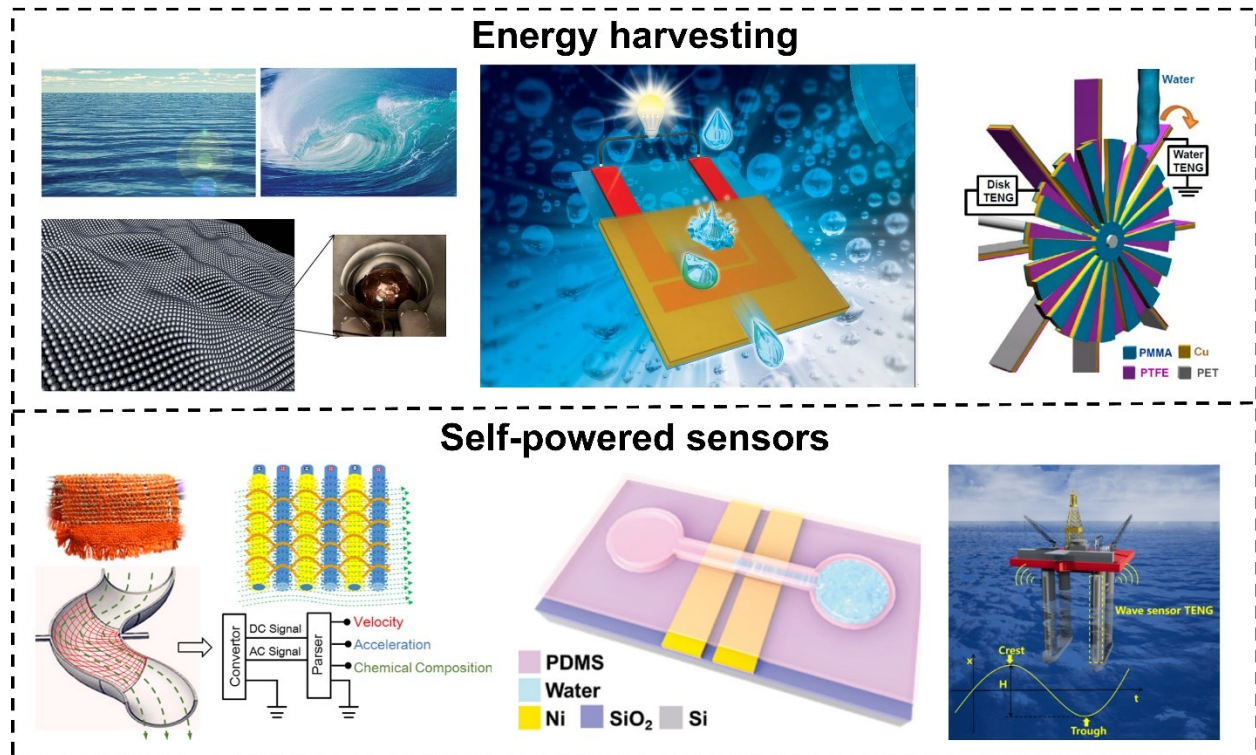 Energy harvesting
Water
Water
TENG
Disk
TENG
PMMA
Cu
PTFE
PET
Self-powered sensors
Convertor
DC Signal
AC Signal
Parser
Velocity
Acceleration
Chemical Composition
PDMS
Water
Ni
SiO₂
Si
Wave sensor TENG
Crest
x
H
t
Trough